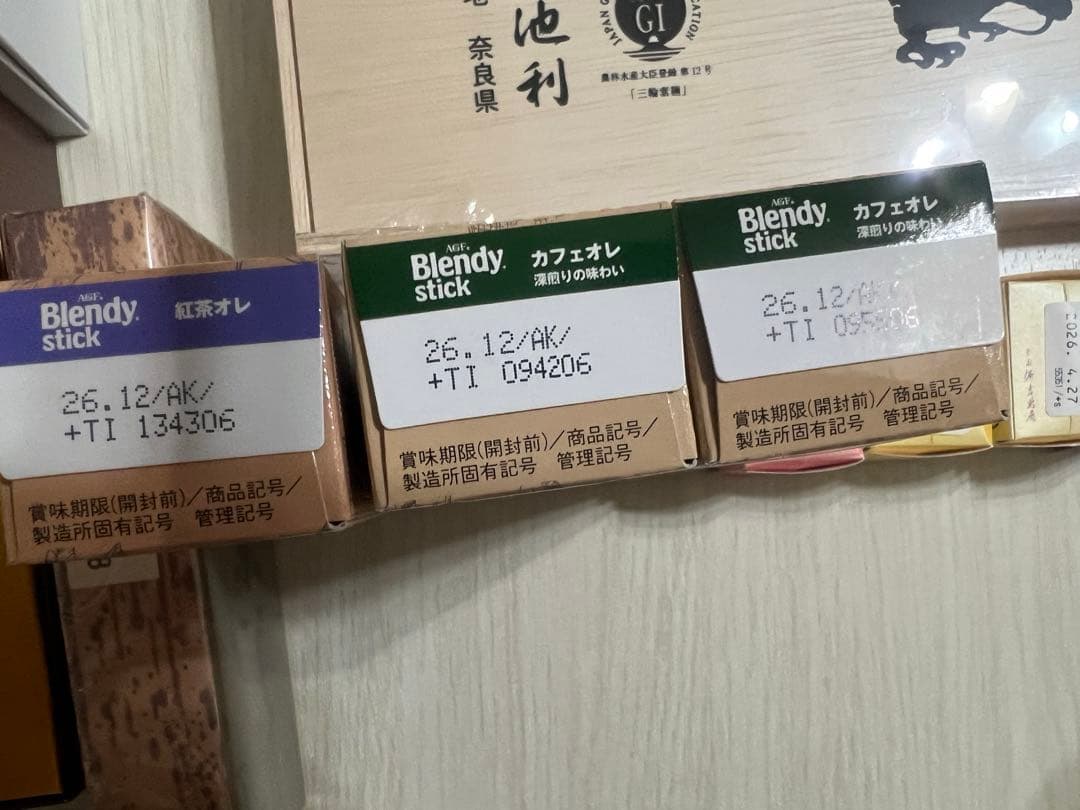 奈良県
池利
GI
農林水産大臣登録 第12号
「三輪素麺」
AGF®
Blendy®
stick
紅茶オレ
26.12/AK/
+TI 134306
賞味期限(開封前)/商品記号/
製造所固有記号 管理記号
AGF®
Blendy®
stick
カフェオレ
深煎りの味わい
26.12/AK/
+TI 094206
賞味期限(開封前)/商品記号/
製造所固有記号 管理記号
AGF®
Blendy®
stick
カフェオレ
深煎りの味わい
26.12/
+TI
賞味期限(開封前)/商品記号/
製造所固有記号 管理記号
2026. 4.27